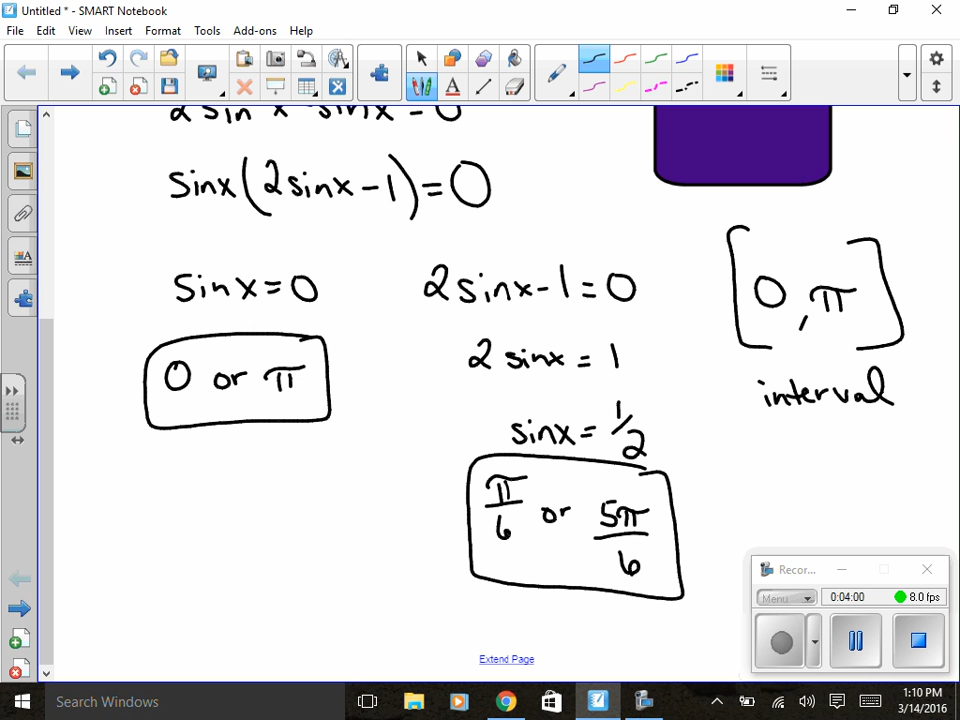 Untitled * - SMART Notebook
File Edit View Insert Format Tools Add-ons Help
sinx(2sinx-1)=0
sinx=0
2sinx-1=0
[0,π]
0 or π
2 sinx = 1
interval
sinx= 1/2
π/6 or 5π/6
Recor...
Menu
0:04:00
8.0 fps
Extend Page
Search Windows
1:10 PM
3/14/2016